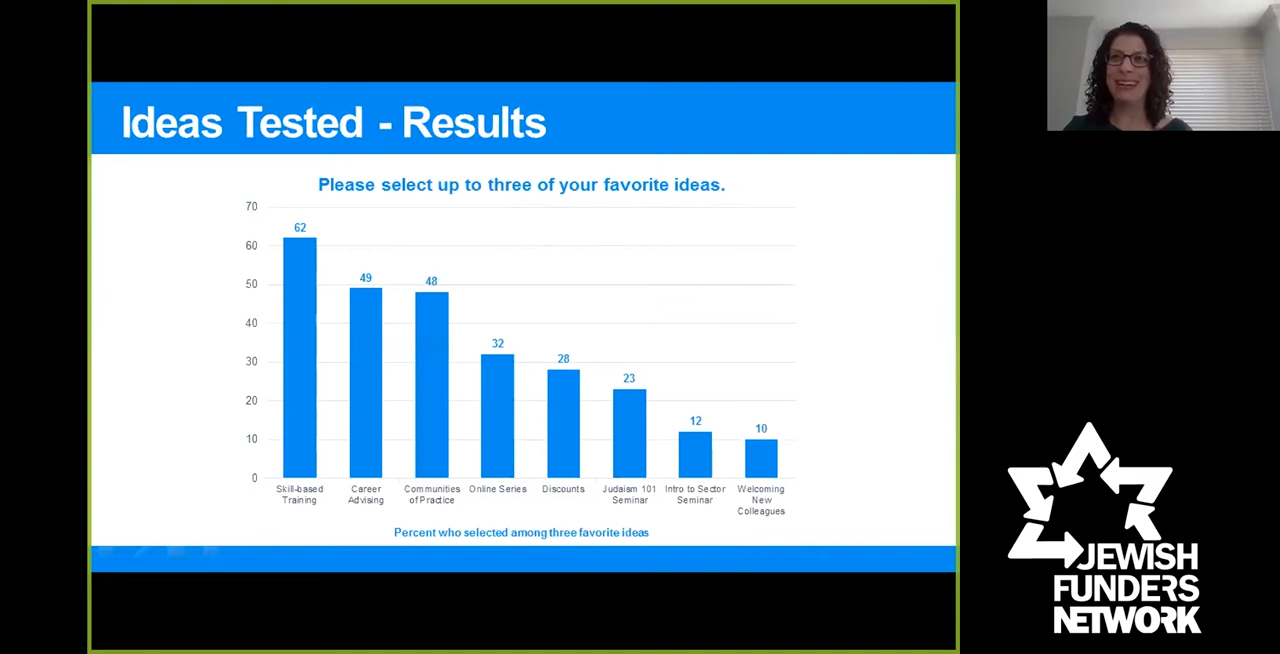 Ideas Tested - Results
Please select up to three of your favorite ideas.
70
60
50
40
30
20
10
0
62
49
48
32
28
23
12
10
Skill-based
Training
Career
Advising
Communities
of Practice
Online Series
Discounts
Judaism 101
Seminar
Intro to Sector
Seminar
Welcoming
New
Colleagues
Percent who selected among three favorite ideas
JEWISH
FUNDERS
NETWORK